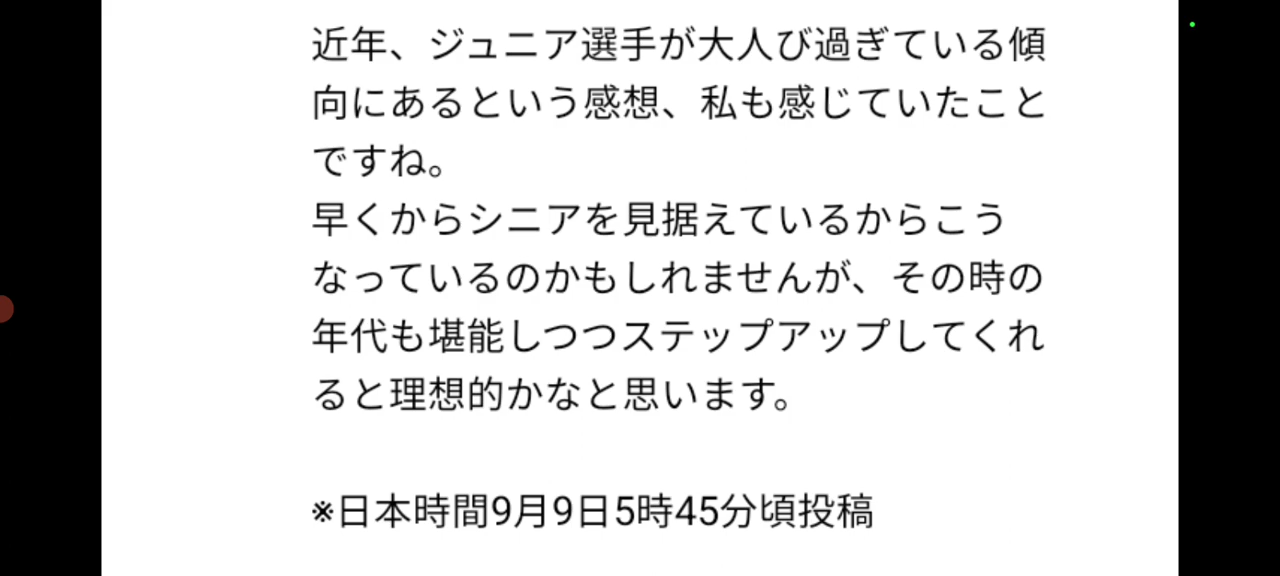 近年、ジュニア選手が大人び過ぎている傾
向にあるという感想、私も感じていたこと
ですね。
早くからシニアを見据えているからこう
なっているのかもしれませんが、その時の
年代も堪能しつつステップアップしてくれ
ると理想的かなと思います。
※日本時間9月9日5時45分頃投稿